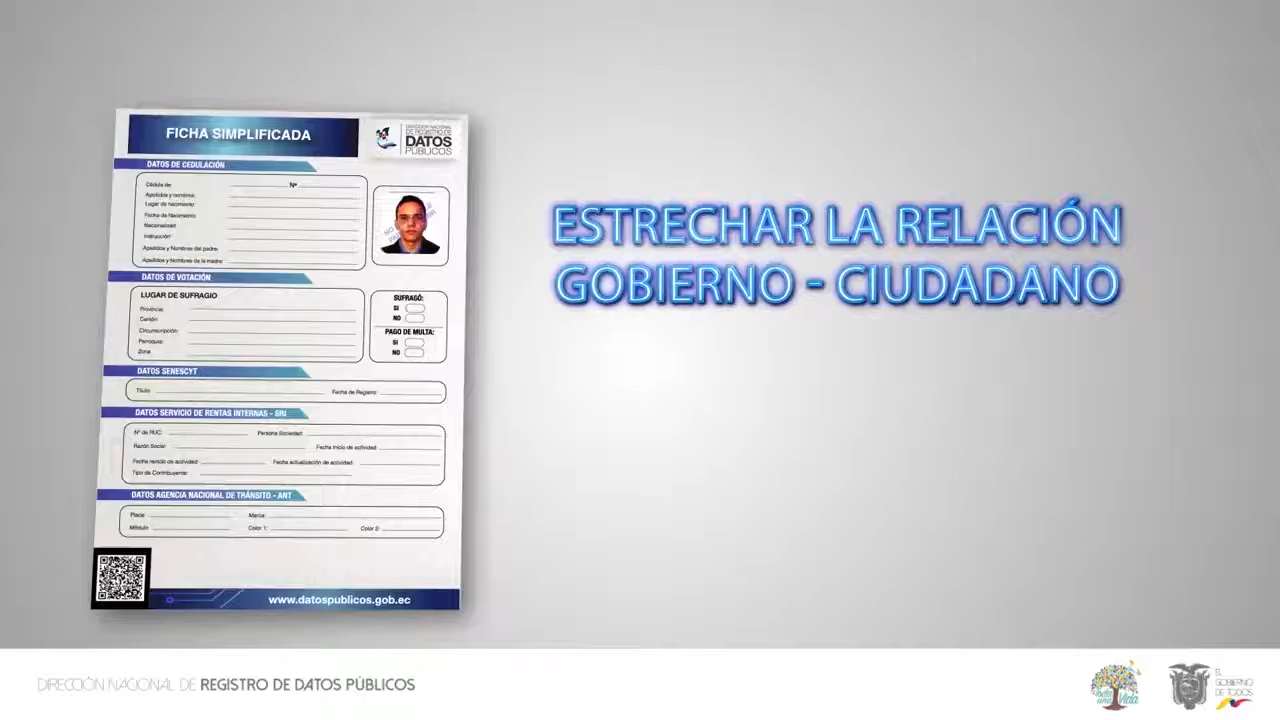 FICHA SIMPLIFICADA
DIRECCIÓN NACIONAL
DE REGISTRO DE
DATOS
PÚBLICOS
DATOS DE CEDULACIÓN
Cédula de: Nº
Apellidos y nombres:
Lugar de nacimiento:
Fecha de Nacimiento:
Nacionalidad:
Instrucción:
Apellidos y Nombres del padre:
Apellidos y Nombres de la madre:
DATOS DE VOTACIÓN
LUGAR DE SUFRAGIO
Provincia:
Cantón:
Circunscripción:
Parroquia:
Zona:
SUFRAGÓ:
SI
NO
PAGO DE MULTA:
SI
NO
DATOS SENESCYT
Título: Fecha de Registro:
DATOS SERVICIO DE RENTAS INTERNAS - SRI
Nº de RUC: Persona Sociedad:
Razón Social: Fecha inicio de actividad:
Fecha reinicio de actividad: Fecha actualización de actividad:
Tipo de Contribuyente:
DATOS AGENCIA NACIONAL DE TRÁNSITO - ANT
Placa: Marca:
Módulo: Color 1: Color 2:
www.datospublicos.gob.ec
ESTRECHAR LA RELACIÓN
GOBIERNO - CIUDADANO
DIRECCIÓN NACIONAL DE REGISTRO DE DATOS PÚBLICOS
Toda
una Vida
EL
GOBIERNO
DE TODOS